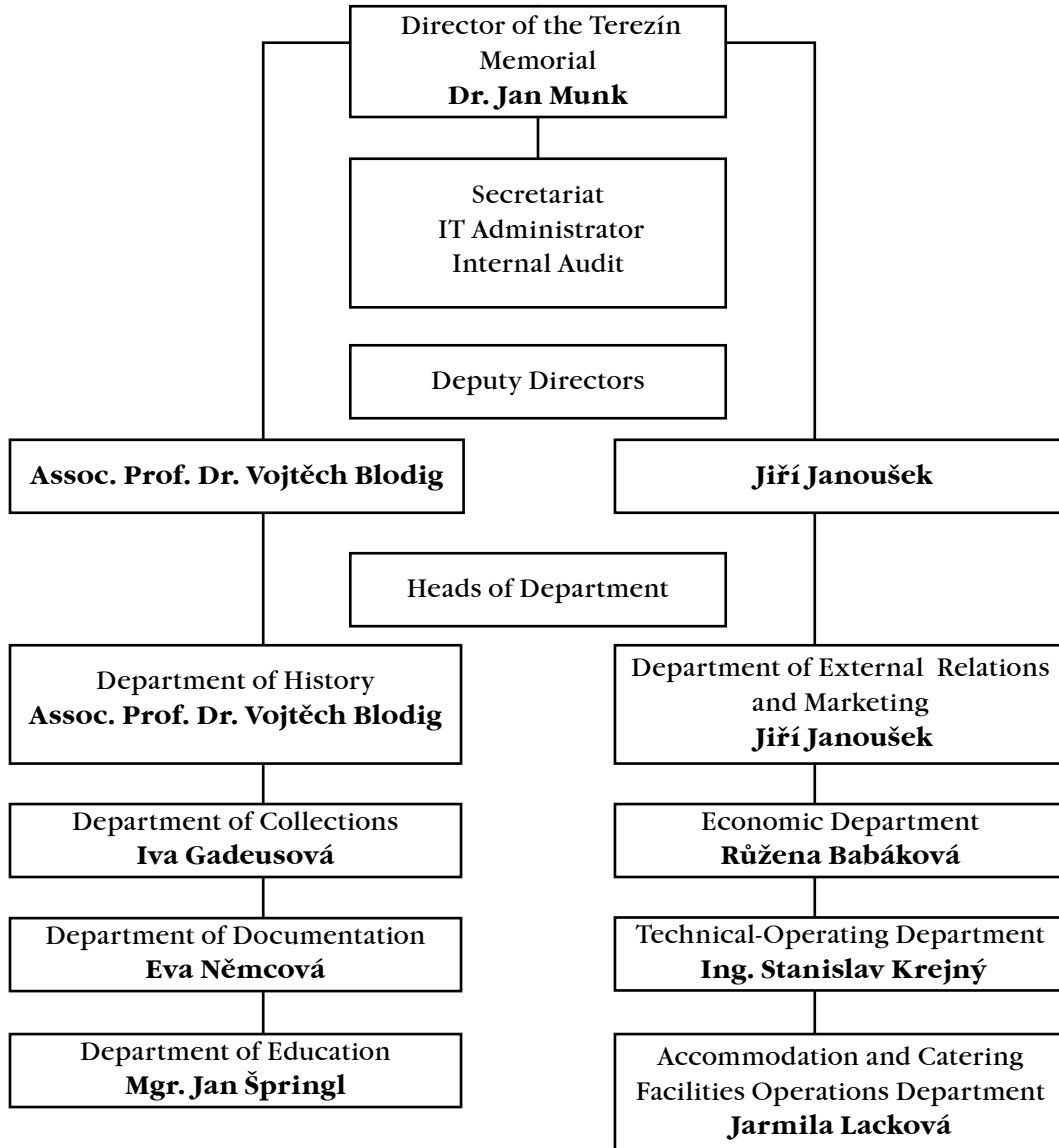 Director of the Terezín
Memorial
Dr. Jan Munk
Secretariat
IT Administrator
Internal Audit
Deputy Directors
Assoc. Prof. Dr. Vojtěch Blodig
Jiří Janoušek
Heads of Department
Department of History
Assoc. Prof. Dr. Vojtěch Blodig
Department of External Relations
and Marketing
Jiří Janoušek
Department of Collections
Iva Gadeusová
Economic Department
Růžena Babáková
Department of Documentation
Eva Němcová
Technical-Operating Department
Ing. Stanislav Krejný
Department of Education
Mgr. Jan Špringl
Accommodation and Catering
Facilities Operations Department
Jarmila Lacková